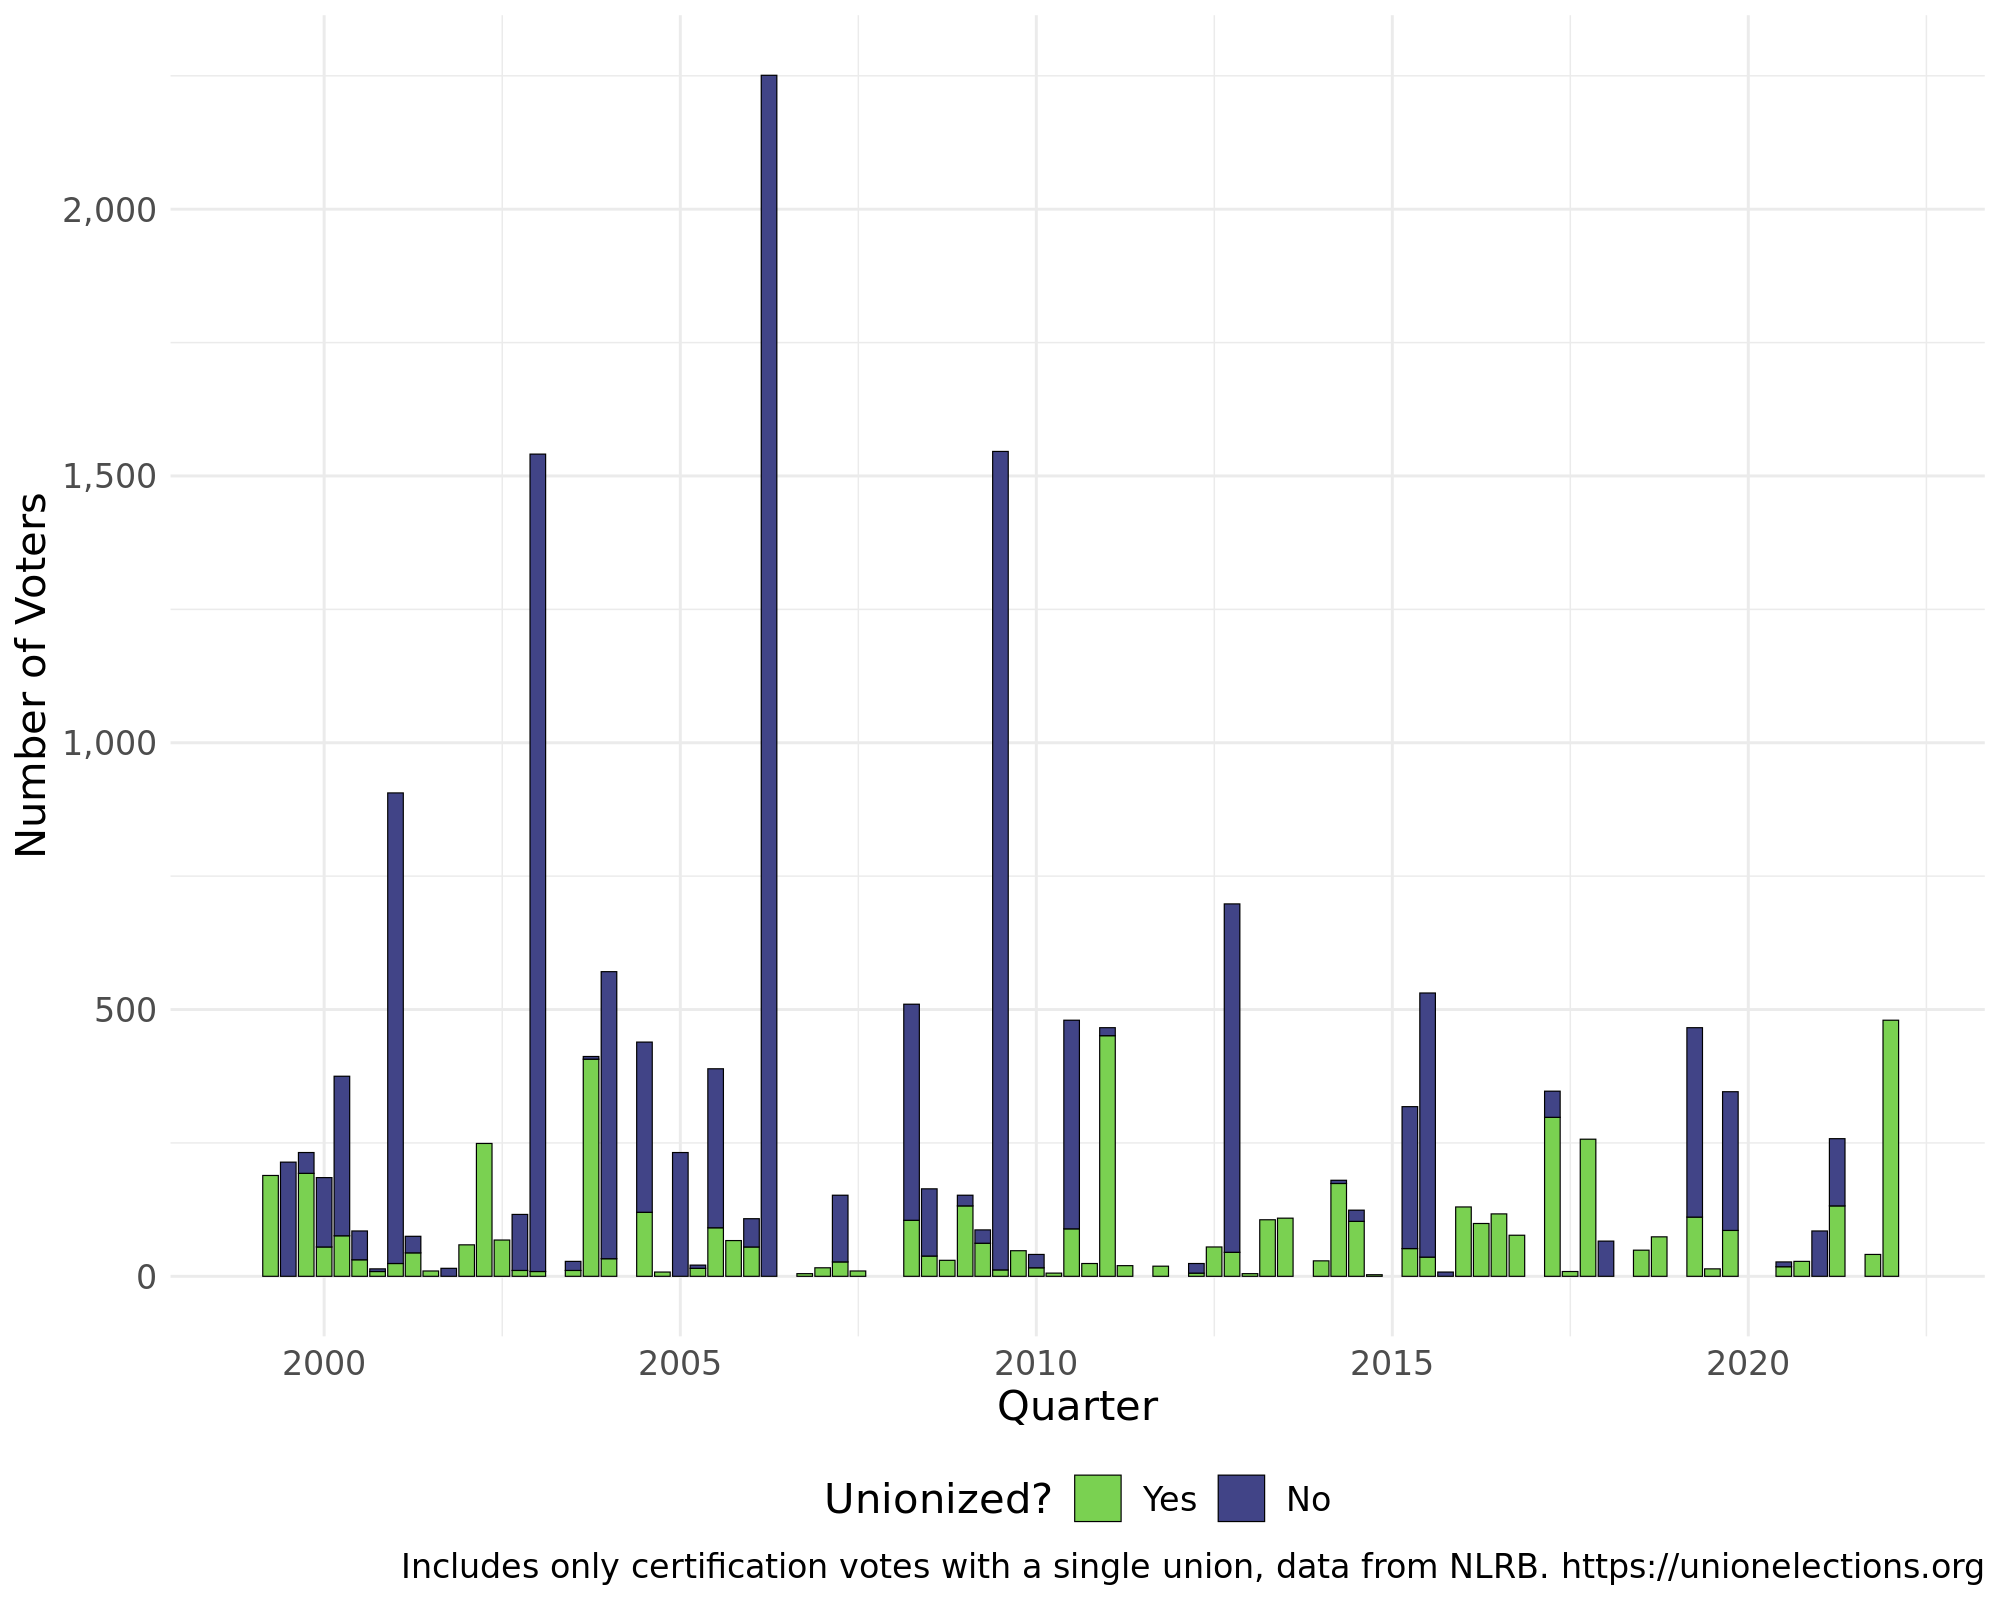 Number of Voters
2,000
1,500
1,000
500
0
2000 2005 2010 2015 2020
Quarter
Unionized? Yes No
Includes only certification votes with a single union, data from NLRB. https://unionelections.org